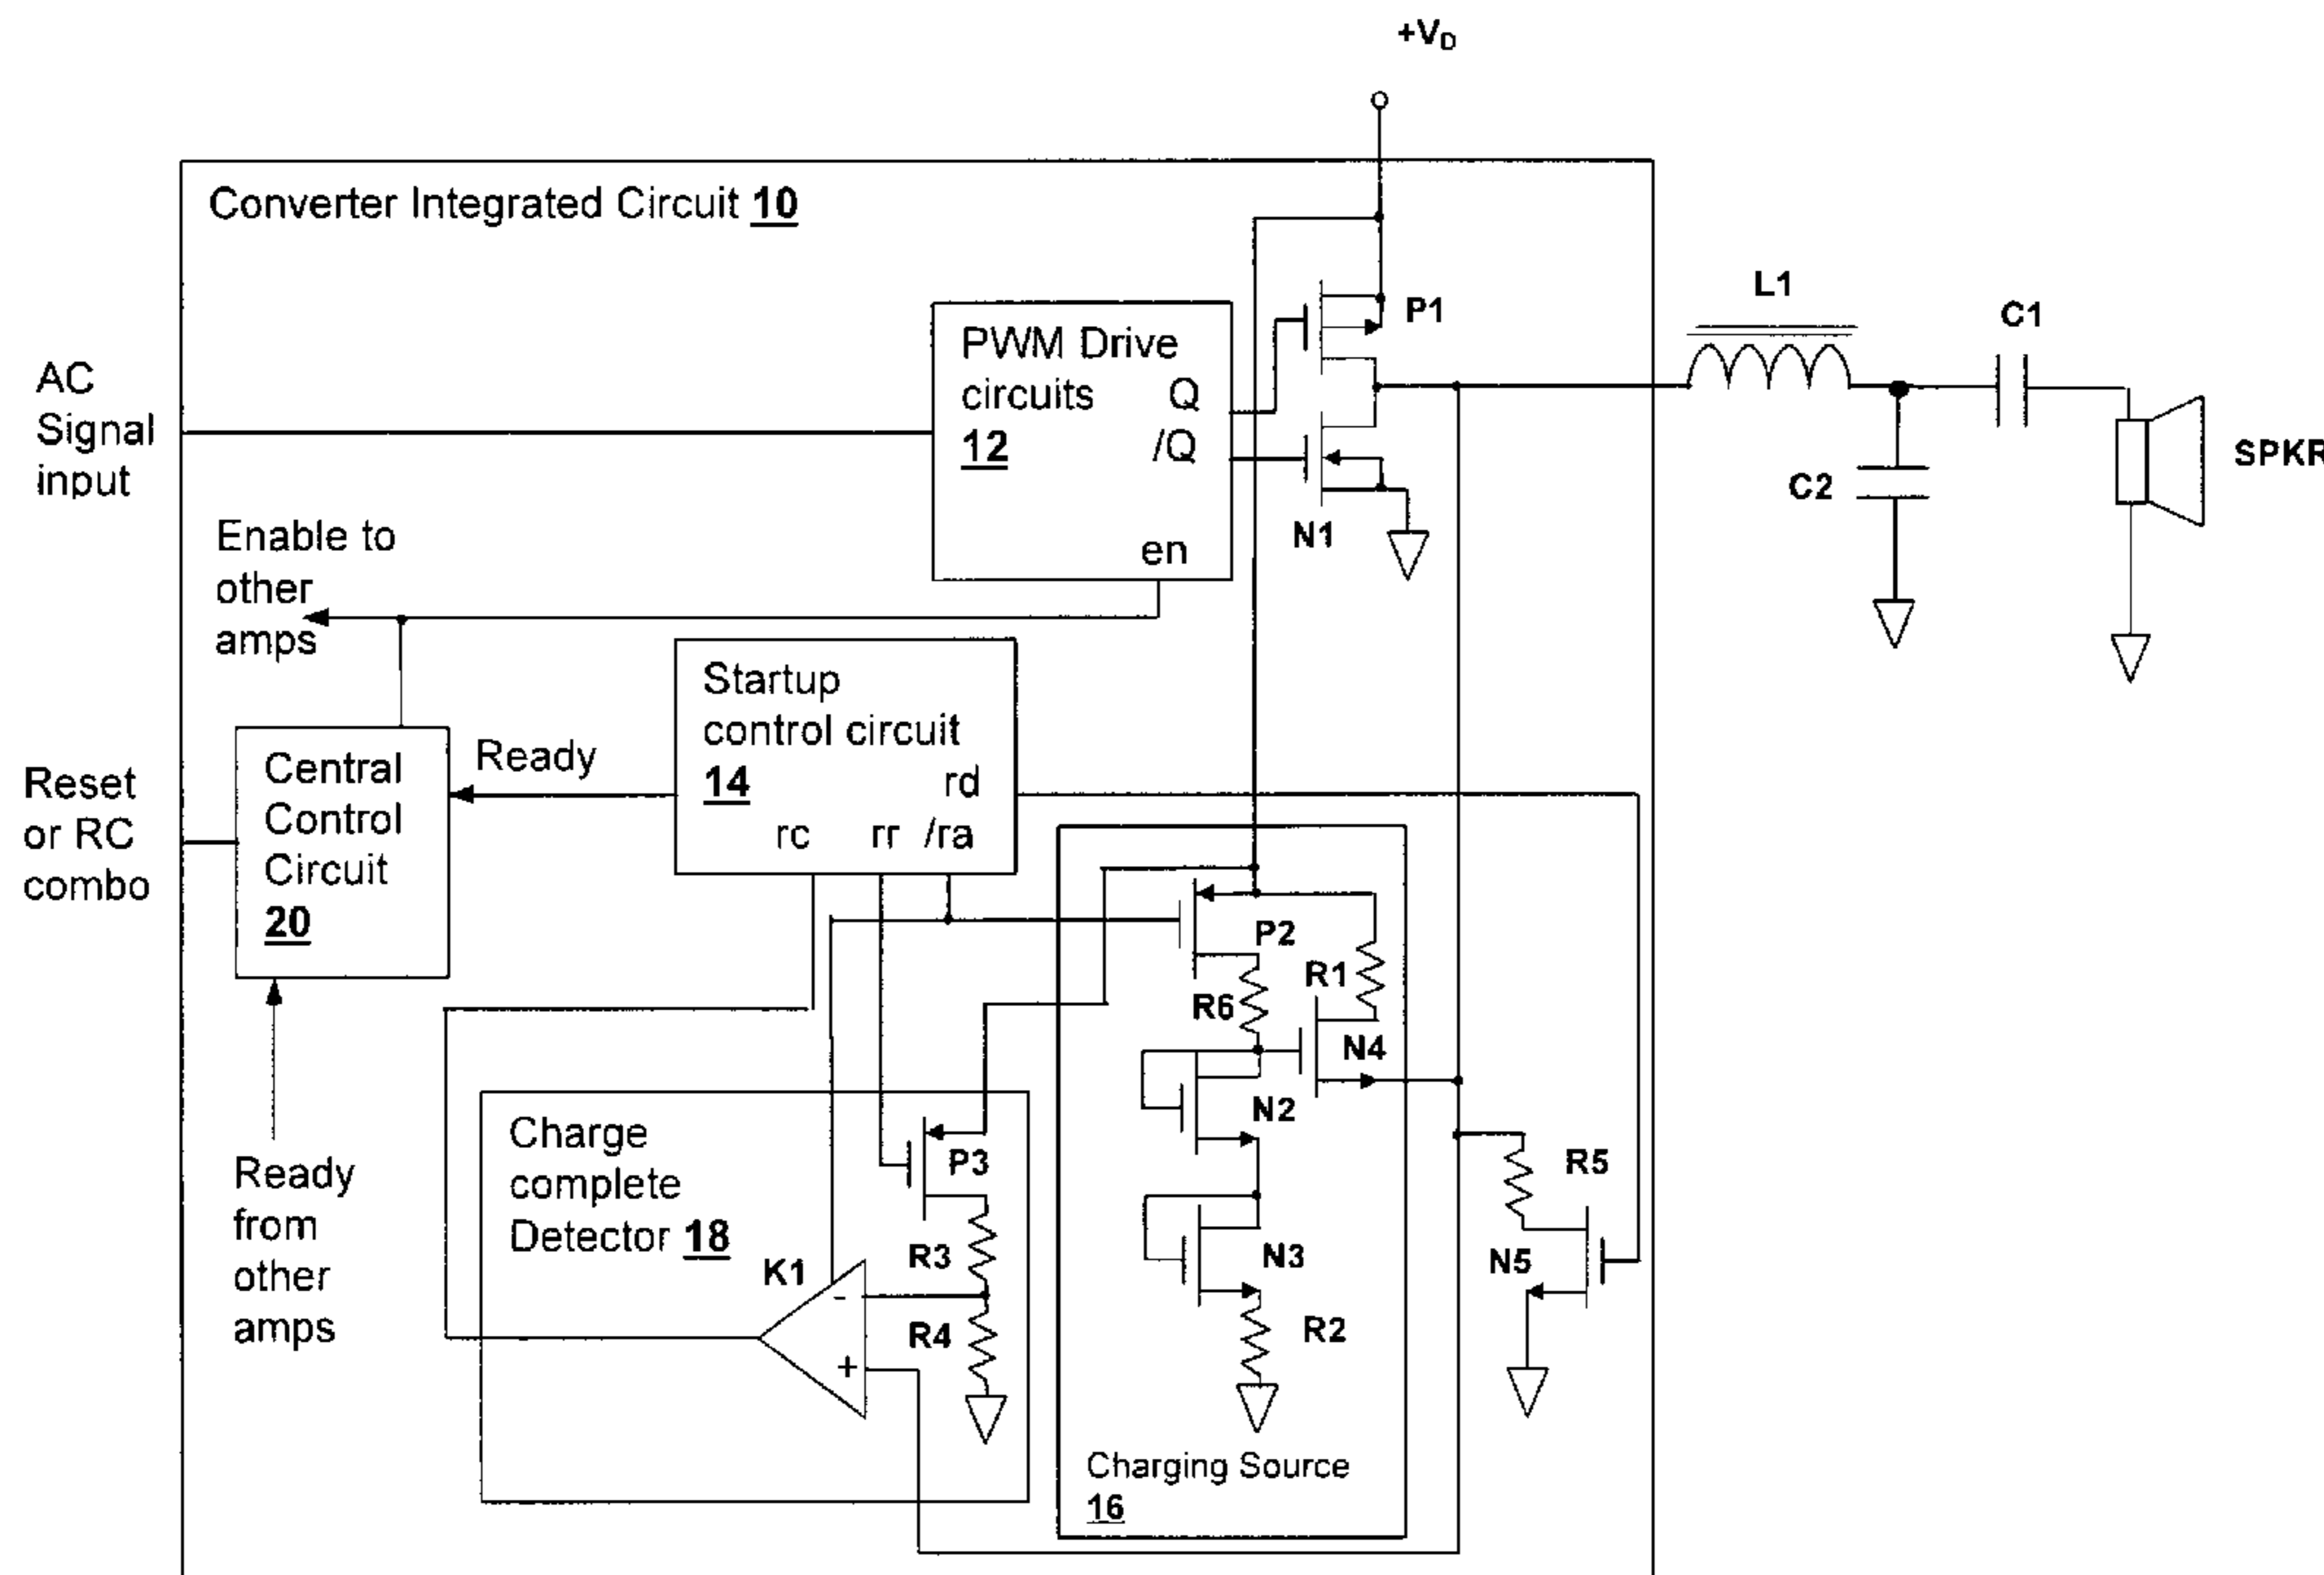 +VD
Converter Integrated Circuit 10
AC
Signal
input
PWM Drive
circuits
12
Q
/Q
en
P1
N1
L1
C1
C2
SPKR
Enable to
other
amps
Startup
control circuit
14
rd
rc
rr
/ra
Ready
Reset
or RC
combo
Central
Control
Circuit
20
Ready
from
other
amps
P2
R1
R6
N4
N2
N3
R2
Charging Source
16
Charge
complete
Detector 18
P3
R3
R4
K1
-
+
R5
N5